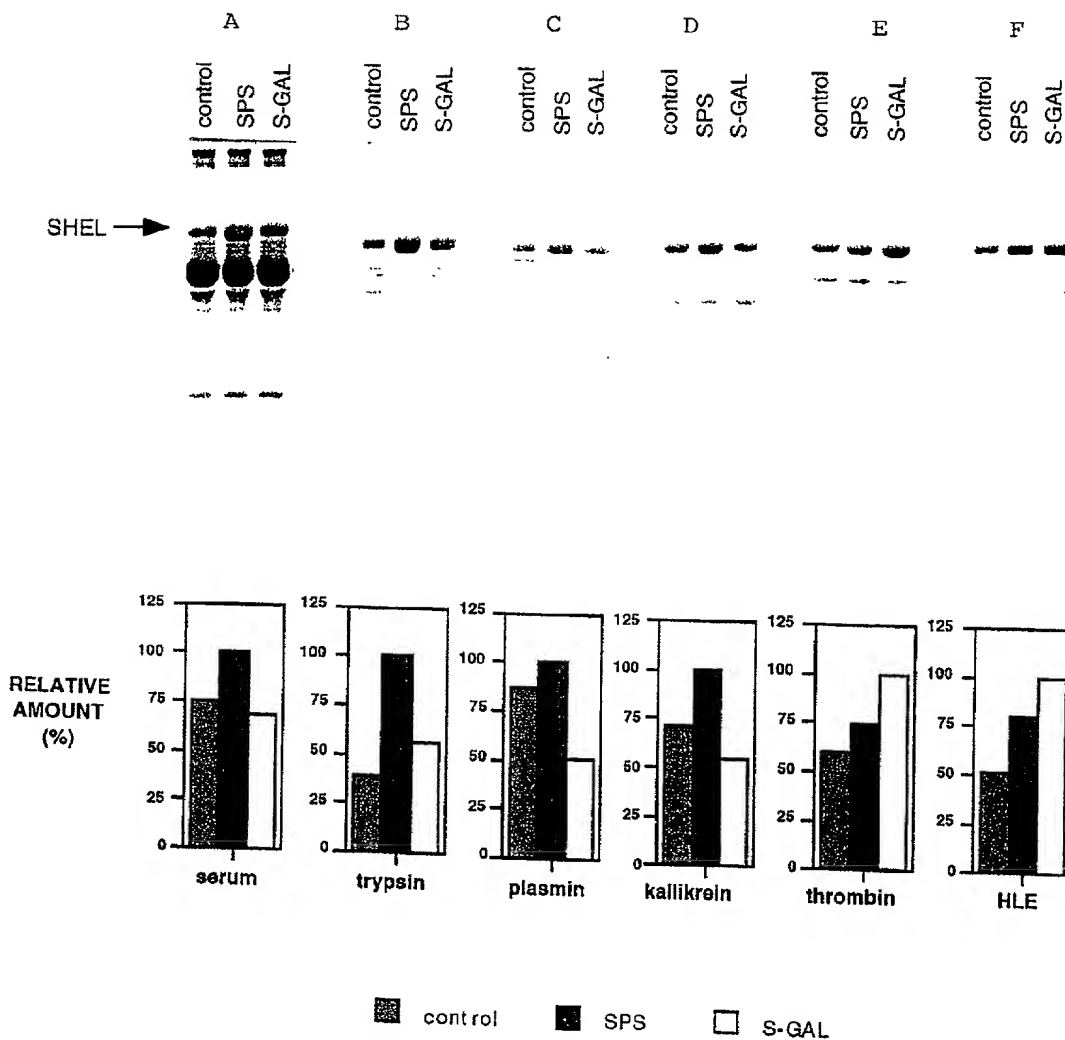 A B C D E F
control SPS S-GAL control SPS S-GAL control SPS S-GAL control SPS S-GAL control SPS S-GAL control SPS S-GAL
SHEL
125 125 125 125 125 125
100 100 100 100 100 100
75 75 75 75 75 75
50 50 50 50 50 50
25 25 25 25 25 25
0 0 0 0 0 0
RELATIVE
AMOUNT
(%)
serum trypsin plasmin kallikrein thrombin HLE
control SPS S-GAL